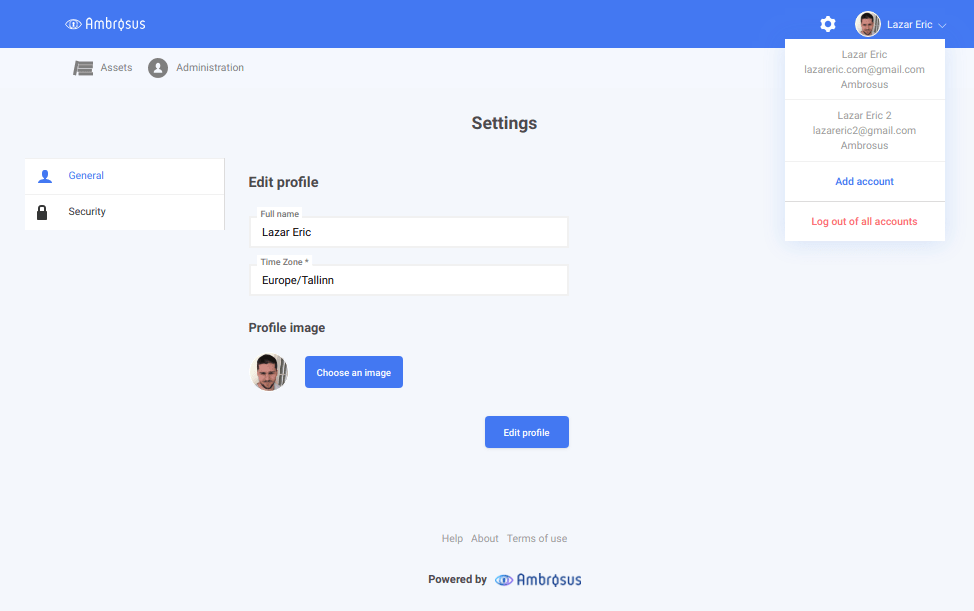 Ambrosus
Lazar Eric
Assets
Administration
Lazar Eric
lazareric.com@gmail.com
Ambrosus
Lazar Eric 2
lazareric2@gmail.com
Ambrosus
Add account
Log out of all accounts
Settings
General
Security
Edit profile
Full name
Lazar Eric
Time Zone *
Europe/Tallinn
Profile image
Choose an image
Edit profile
Help About Terms of use
Powered by Ambrosus